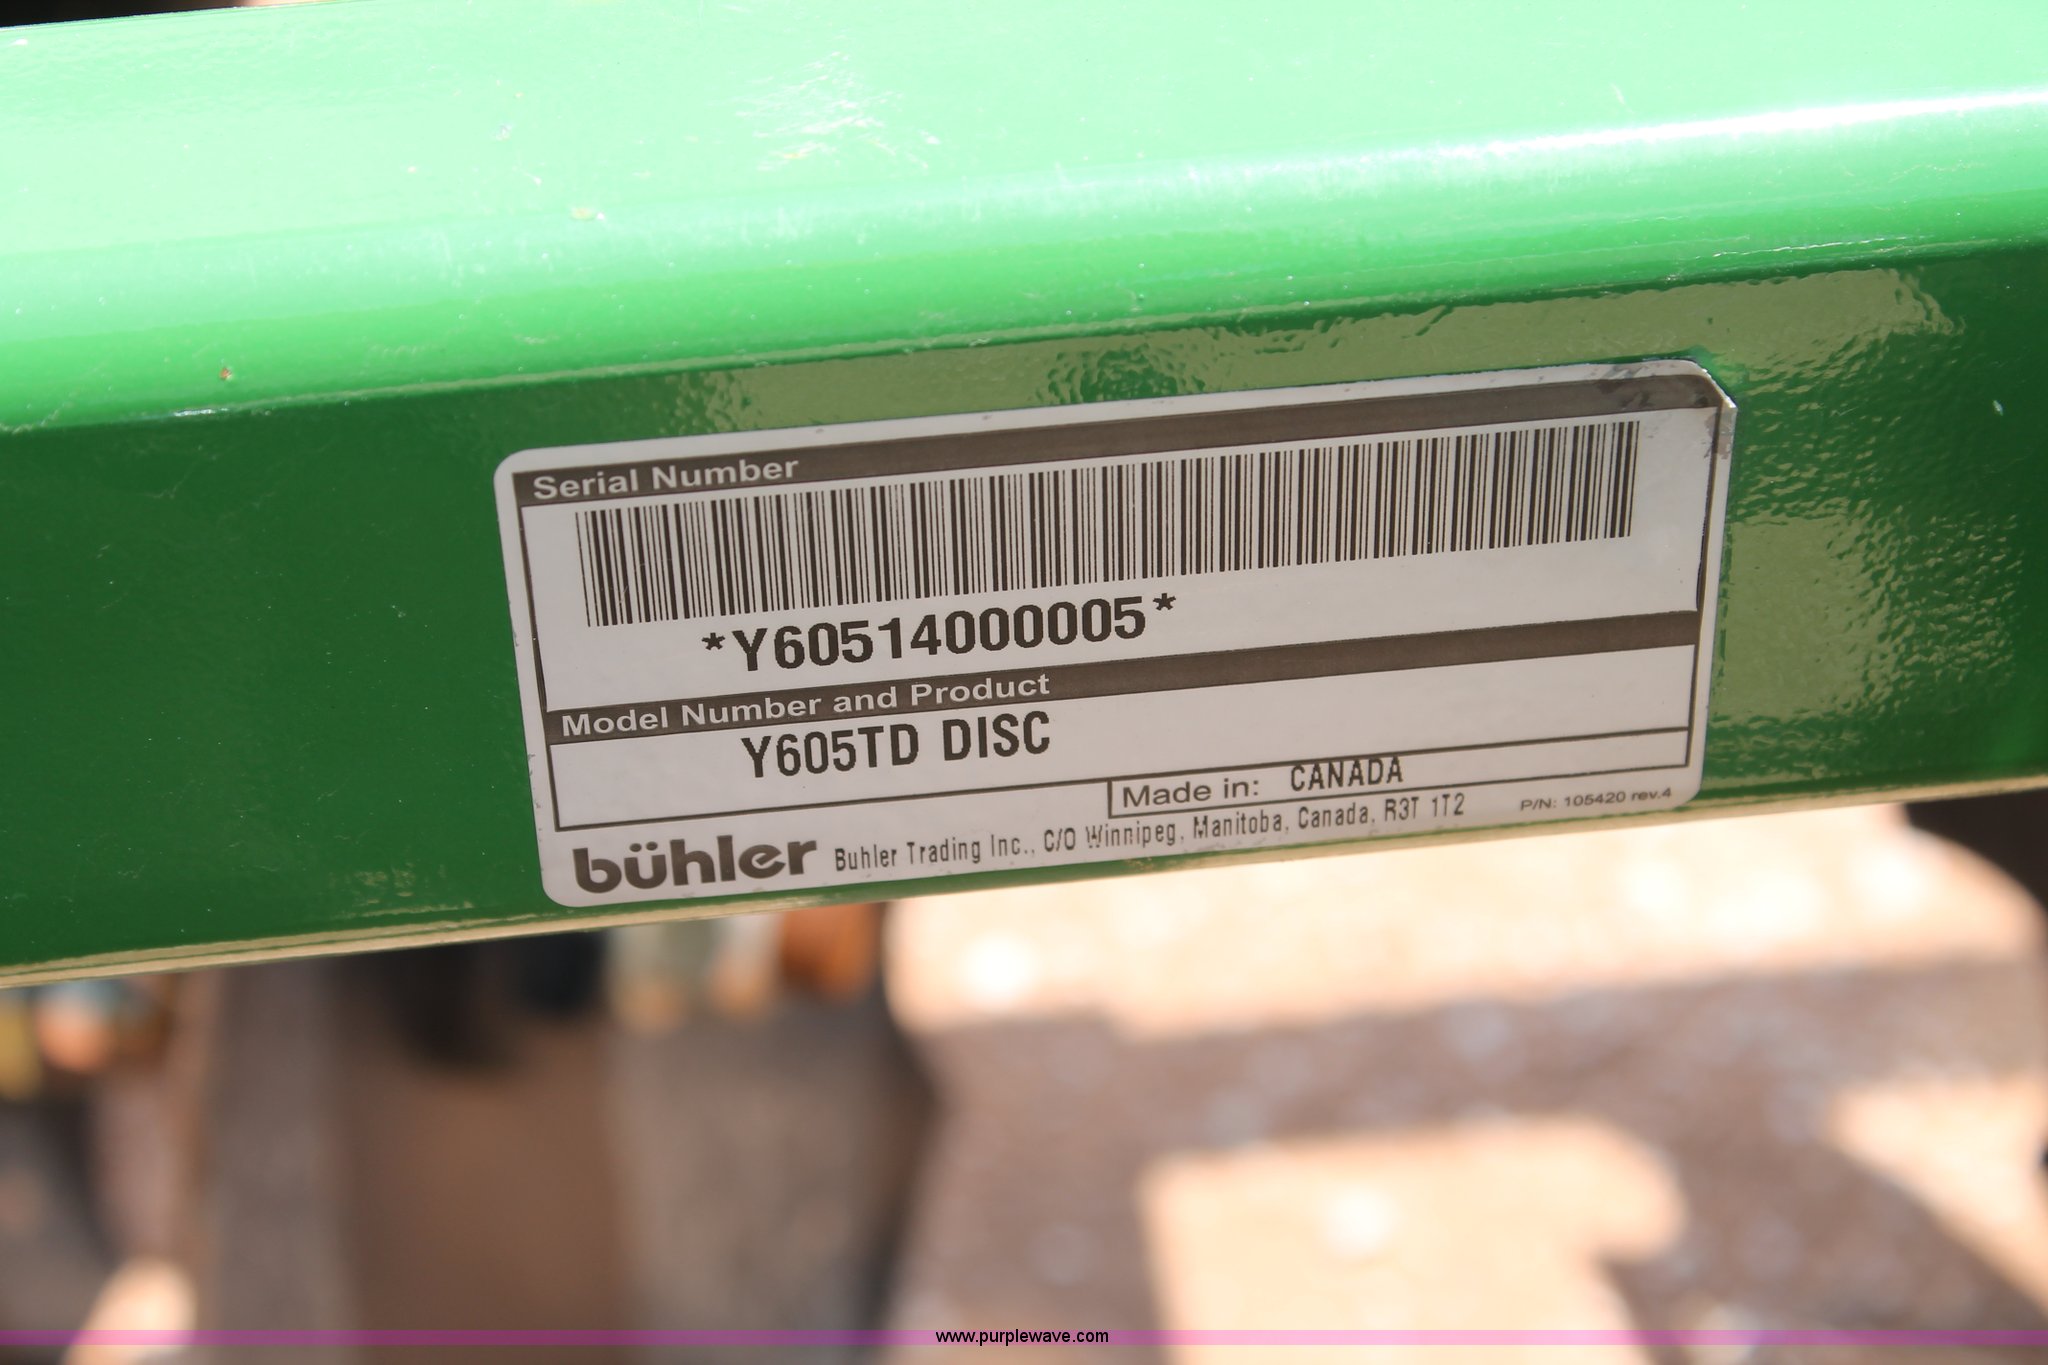 Serial Number
*Y60514000005*
Model Number and Product
Y605TD DISC
Made in: CANADA
bühler Buhler Trading Inc., C/O Winnipeg, Manitoba, Canada, R3T 1T2 P/N: 105420 rev.4
www.purplewave.com